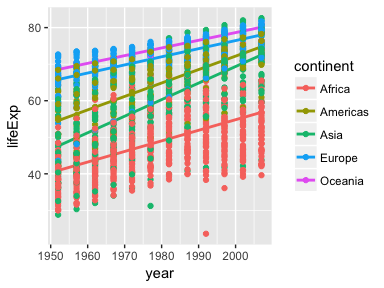 80
60
40
lifeExp
1950 1960 1970 1980 1990 2000
year
continent
Africa
Americas
Asia
Europe
Oceania